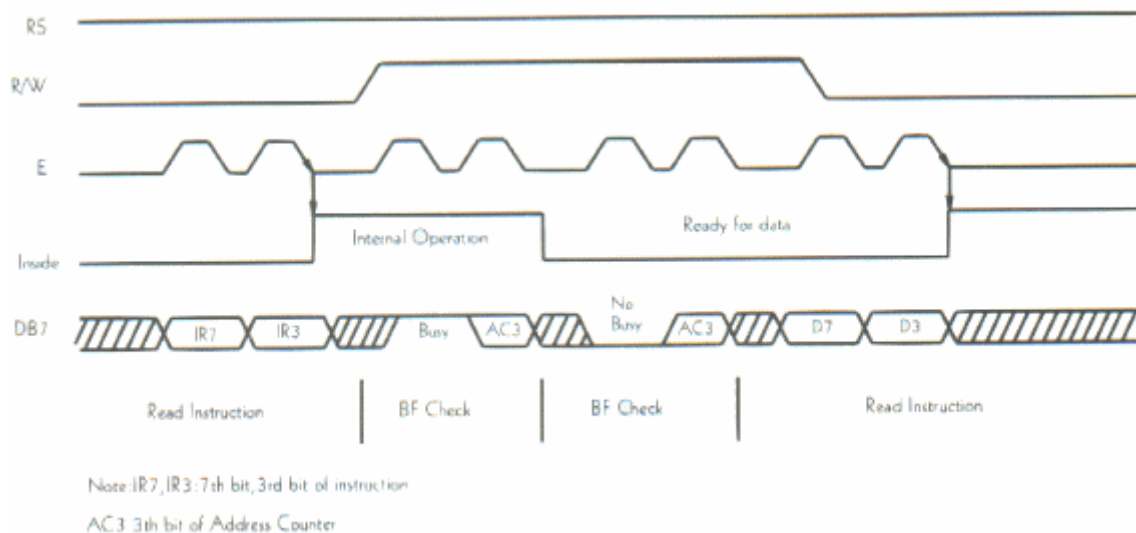 RS
R/W
E
Internal Operation
Ready for data
Inside
DB7
IR7
IR3
Busy
AC3
No
Busy
AC3
D7
D3
Read Instruction
BF Check
BF Check
Read Instruction
Note:IR7,IR3:7th bit,3rd bit of instruction
AC3 3th bit of Address Counter